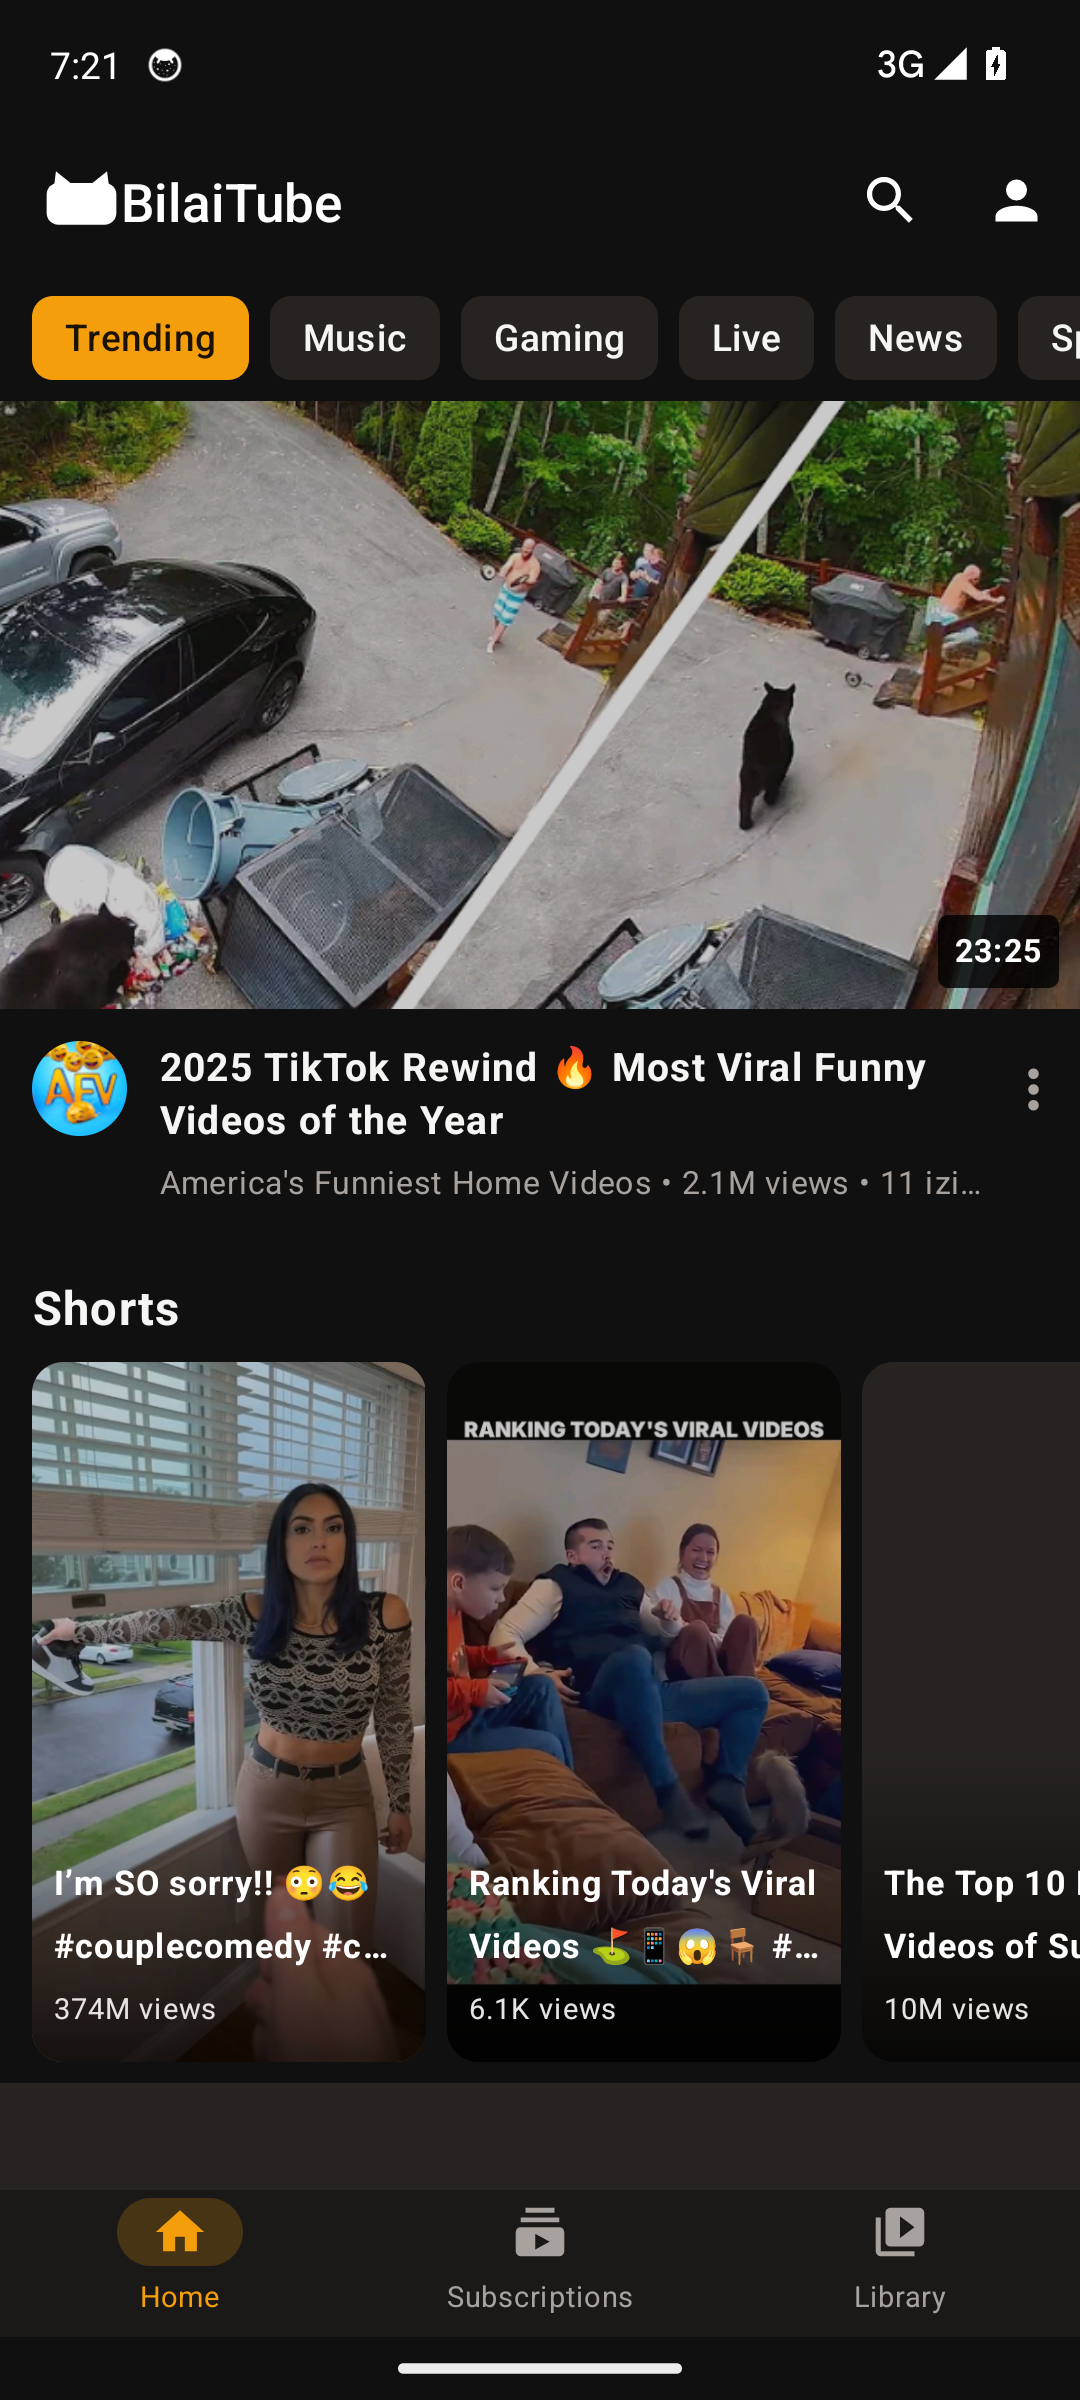 7:21
3G
BilaiTube
Trending
Music
Gaming
Live
News
Sp
23:25
AFV
2025 TikTok Rewind 🔥 Most Viral Funny
Videos of the Year
America's Funniest Home Videos • 2.1M views • 11 izi...
Shorts
I’m SO sorry!! 😳😂
#couplecomedy #c...
374M views
RANKING TODAY'S VIRAL VIDEOS
Ranking Today's Viral
Videos ⛳📱😱🪑 #...
6.1K views
The Top 10
Videos of Su
10M views
Home
Subscriptions
Library